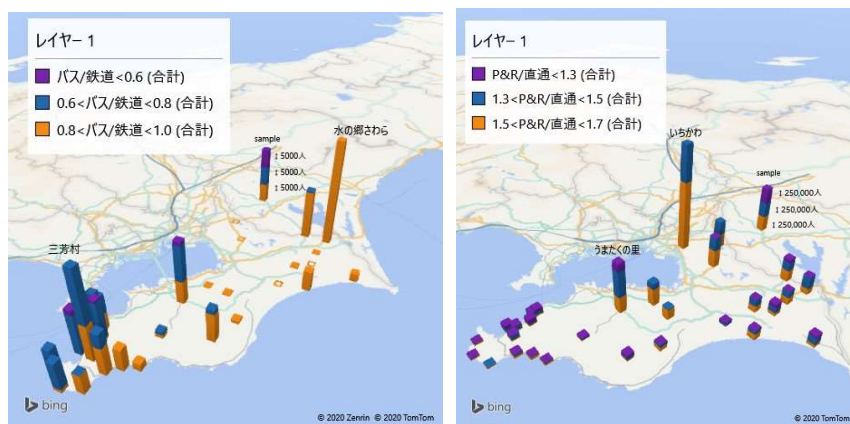 レイヤー 1
バス/鉄道<0.6 (合計)
0.6<バス/鉄道<0.8 (合計)
0.8<バス/鉄道<1.0 (合計)
sample
水の郷さわら
5000人
5000人
5000人
三芳村
bing
© 2020 Zenrin © 2020 TomTom
レイヤー 1
P&R/直通<1.3 (合計)
1.3<P&R/直通<1.5 (合計)
1.5<P&R/直通<1.7 (合計)
いちかわ
sample
250,000人
250,000人
250,000人
うまたくの里
bing
© 2020 TomTom